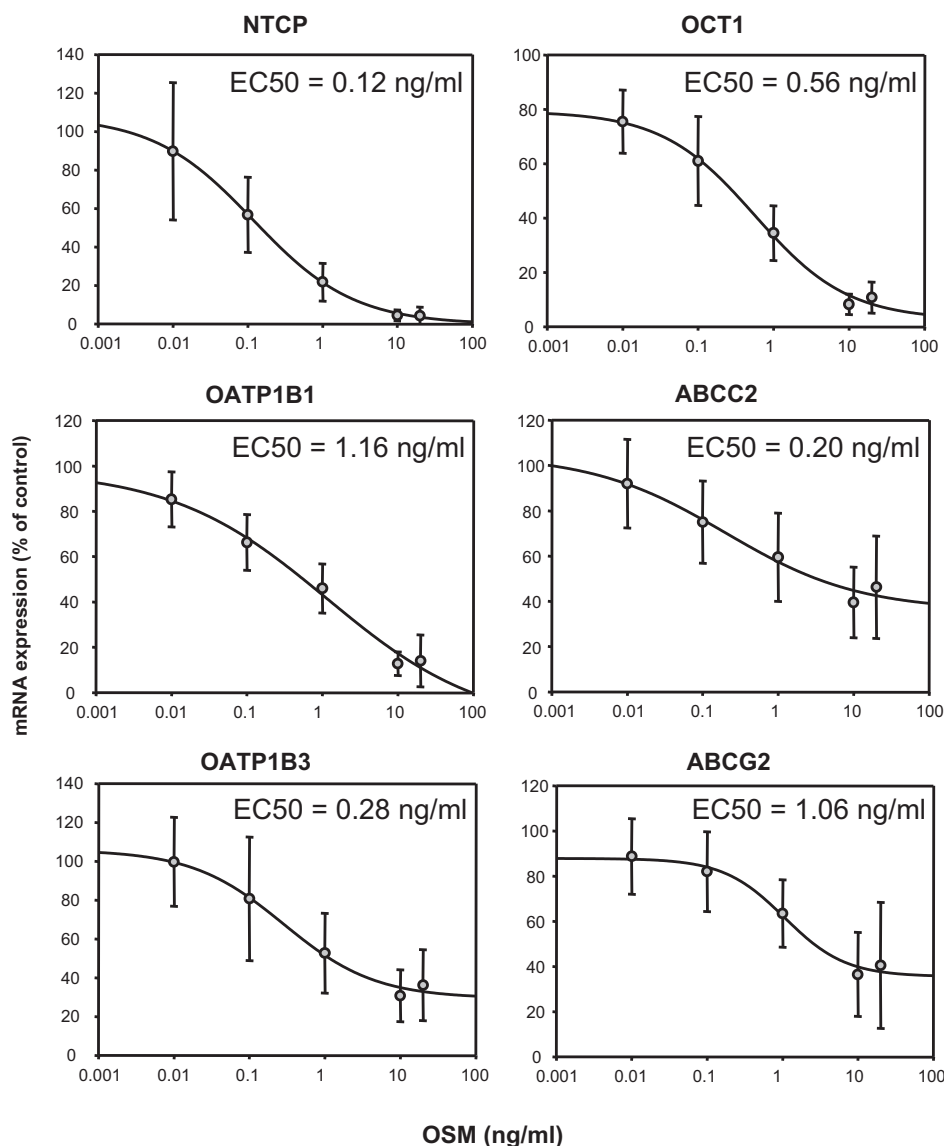 NTCP
140
120
100
80
60
40
20
0
EC50 = 0.12 ng/ml
0.001 0.01 0.1 1 10 100
OCT1
100
80
60
40
20
0
EC50 = 0.56 ng/ml
0.001 0.01 0.1 1 10 100
mRNA expression (% of control)
OATP1B1
120
100
80
60
40
20
0
EC50 = 1.16 ng/ml
0.001 0.01 0.1 1 10 100
ABCC2
120
100
80
60
40
20
0
EC50 = 0.20 ng/ml
0.001 0.01 0.1 1 10 100
OATP1B3
140
120
100
80
60
40
20
0
EC50 = 0.28 ng/ml
0.001 0.01 0.1 1 10 100
ABCG2
120
100
80
60
40
20
0
EC50 = 1.06 ng/ml
0.001 0.01 0.1 1 10 100
OSM (ng/ml)